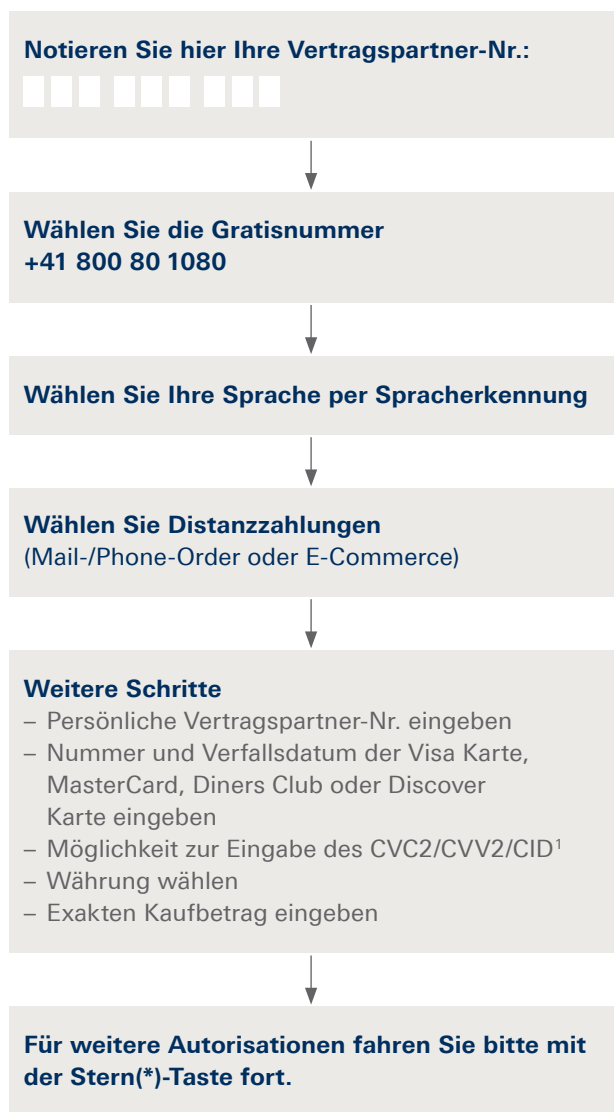 Notieren Sie hier Ihre Vertragspartner-Nr.:
Wählen Sie die Gratisnummer
+41 800 80 1080
Wählen Sie Ihre Sprache per Spracherkennung
Wählen Sie Distanzzahlungen
(Mail-/Phone-Order oder E-Commerce)
Weitere Schritte
– Persönliche Vertragspartner-Nr. eingeben
– Nummer und Verfallsdatum der Visa Karte,
MasterCard, Diners Club oder Discover
Karte eingeben
– Möglichkeit zur Eingabe des CVC2/CVV2/CID¹
– Währung wählen
– Exakten Kaufbetrag eingeben
Für weitere Autorisationen fahren Sie bitte mit
der Stern(*)-Taste fort.